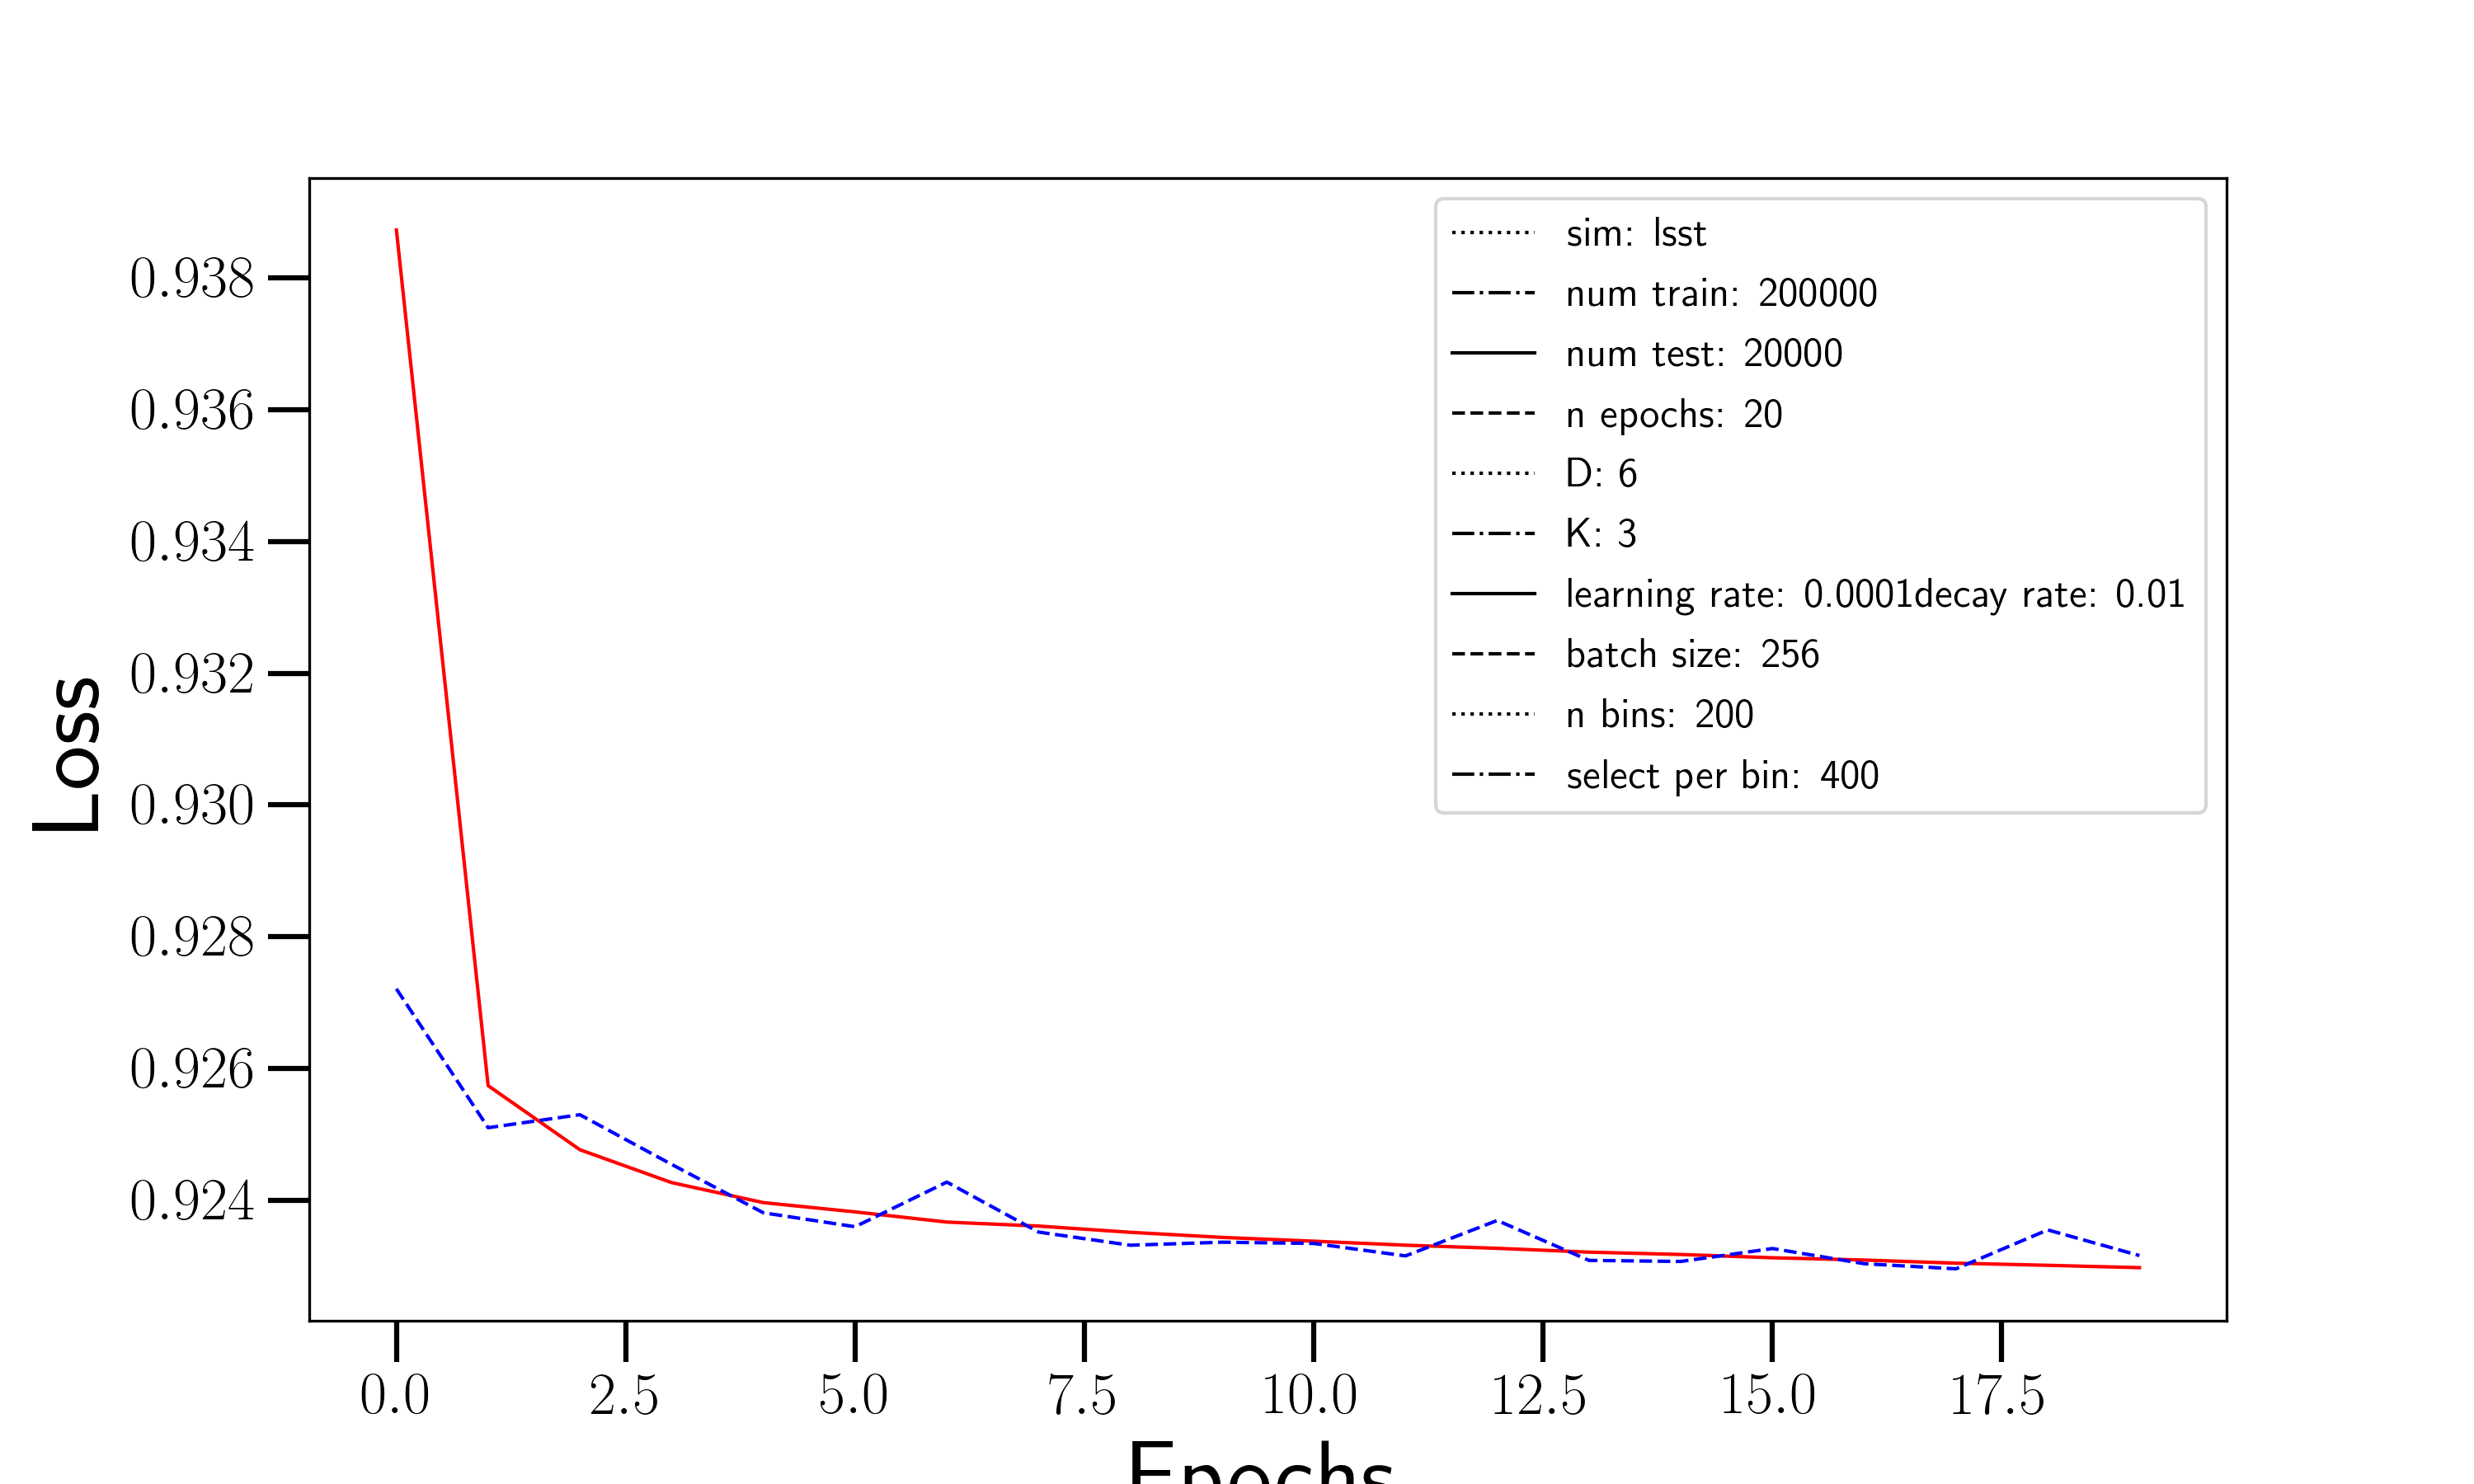 sim: lsst
num train: 200000
num test: 20000
n epochs: 20
D: 6
K: 3
learning rate: 0.0001decay rate: 0.01
batch size: 256
n bins: 200
select per bin: 400
Loss
0.938
0.936
0.934
0.932
0.930
0.928
0.926
0.924
0.0 2.5 5.0 7.5 10.0 12.5 15.0 17.5
Epochs